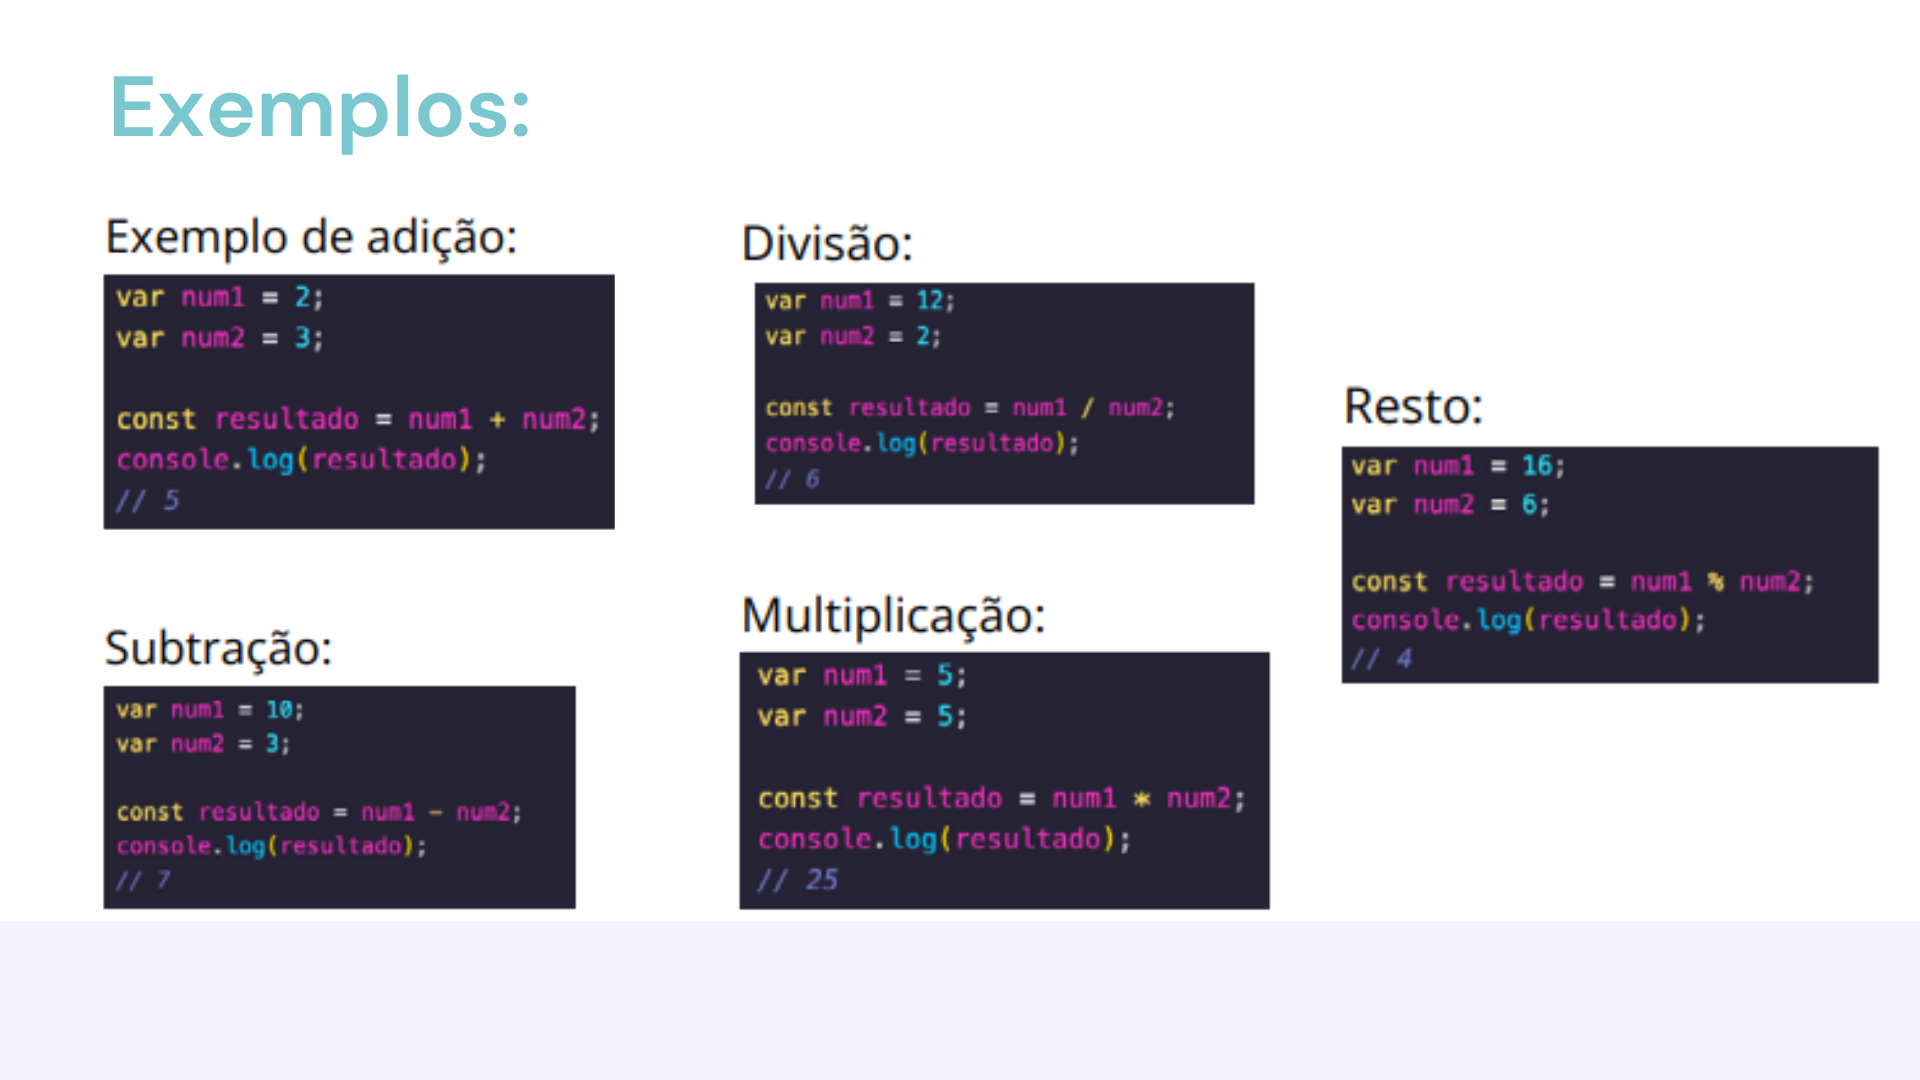 Exemplos:
Exemplo de adição:
var num1 = 2;
var num2 = 3;
const resultado = num1 + num2;
console.log(resultado);
// 5
Subtração:
var num1 = 10;
var num2 = 3;
const resultado = num1 - num2;
console.log(resultado);
// 7
Divisão:
var num1 = 12;
var num2 = 2;
const resultado = num1 / num2;
console.log(resultado);
// 6
Multiplicação:
var num1 = 5;
var num2 = 5;
const resultado = num1 * num2;
console.log(resultado);
// 25
Resto:
var num1 = 16;
var num2 = 6;
const resultado = num1 % num2;
console.log(resultado);
// 4